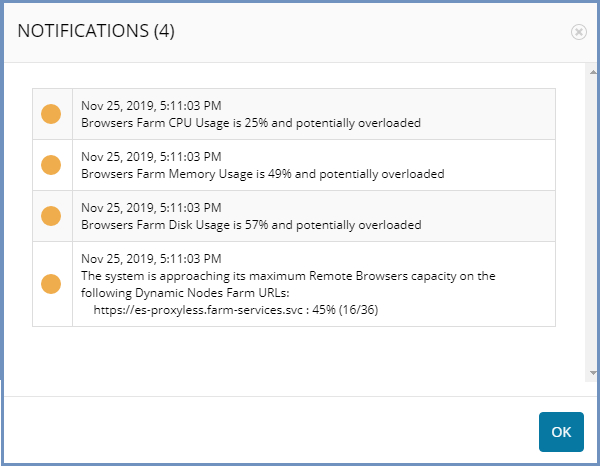 NOTIFICATIONS (4)
Nov 25, 2019, 5:11:03 PM
Browsers Farm CPU Usage is 25% and potentially overloaded
Nov 25, 2019, 5:11:03 PM
Browsers Farm Memory Usage is 49% and potentially overloaded
Nov 25, 2019, 5:11:03 PM
Browsers Farm Disk Usage is 57% and potentially overloaded
Nov 25, 2019, 5:11:03 PM
The system is approaching its maximum Remote Browsers capacity on the
following Dynamic Nodes Farm URLs:
https://es-proxyless.farm-services.svc : 45% (16/36)
OK